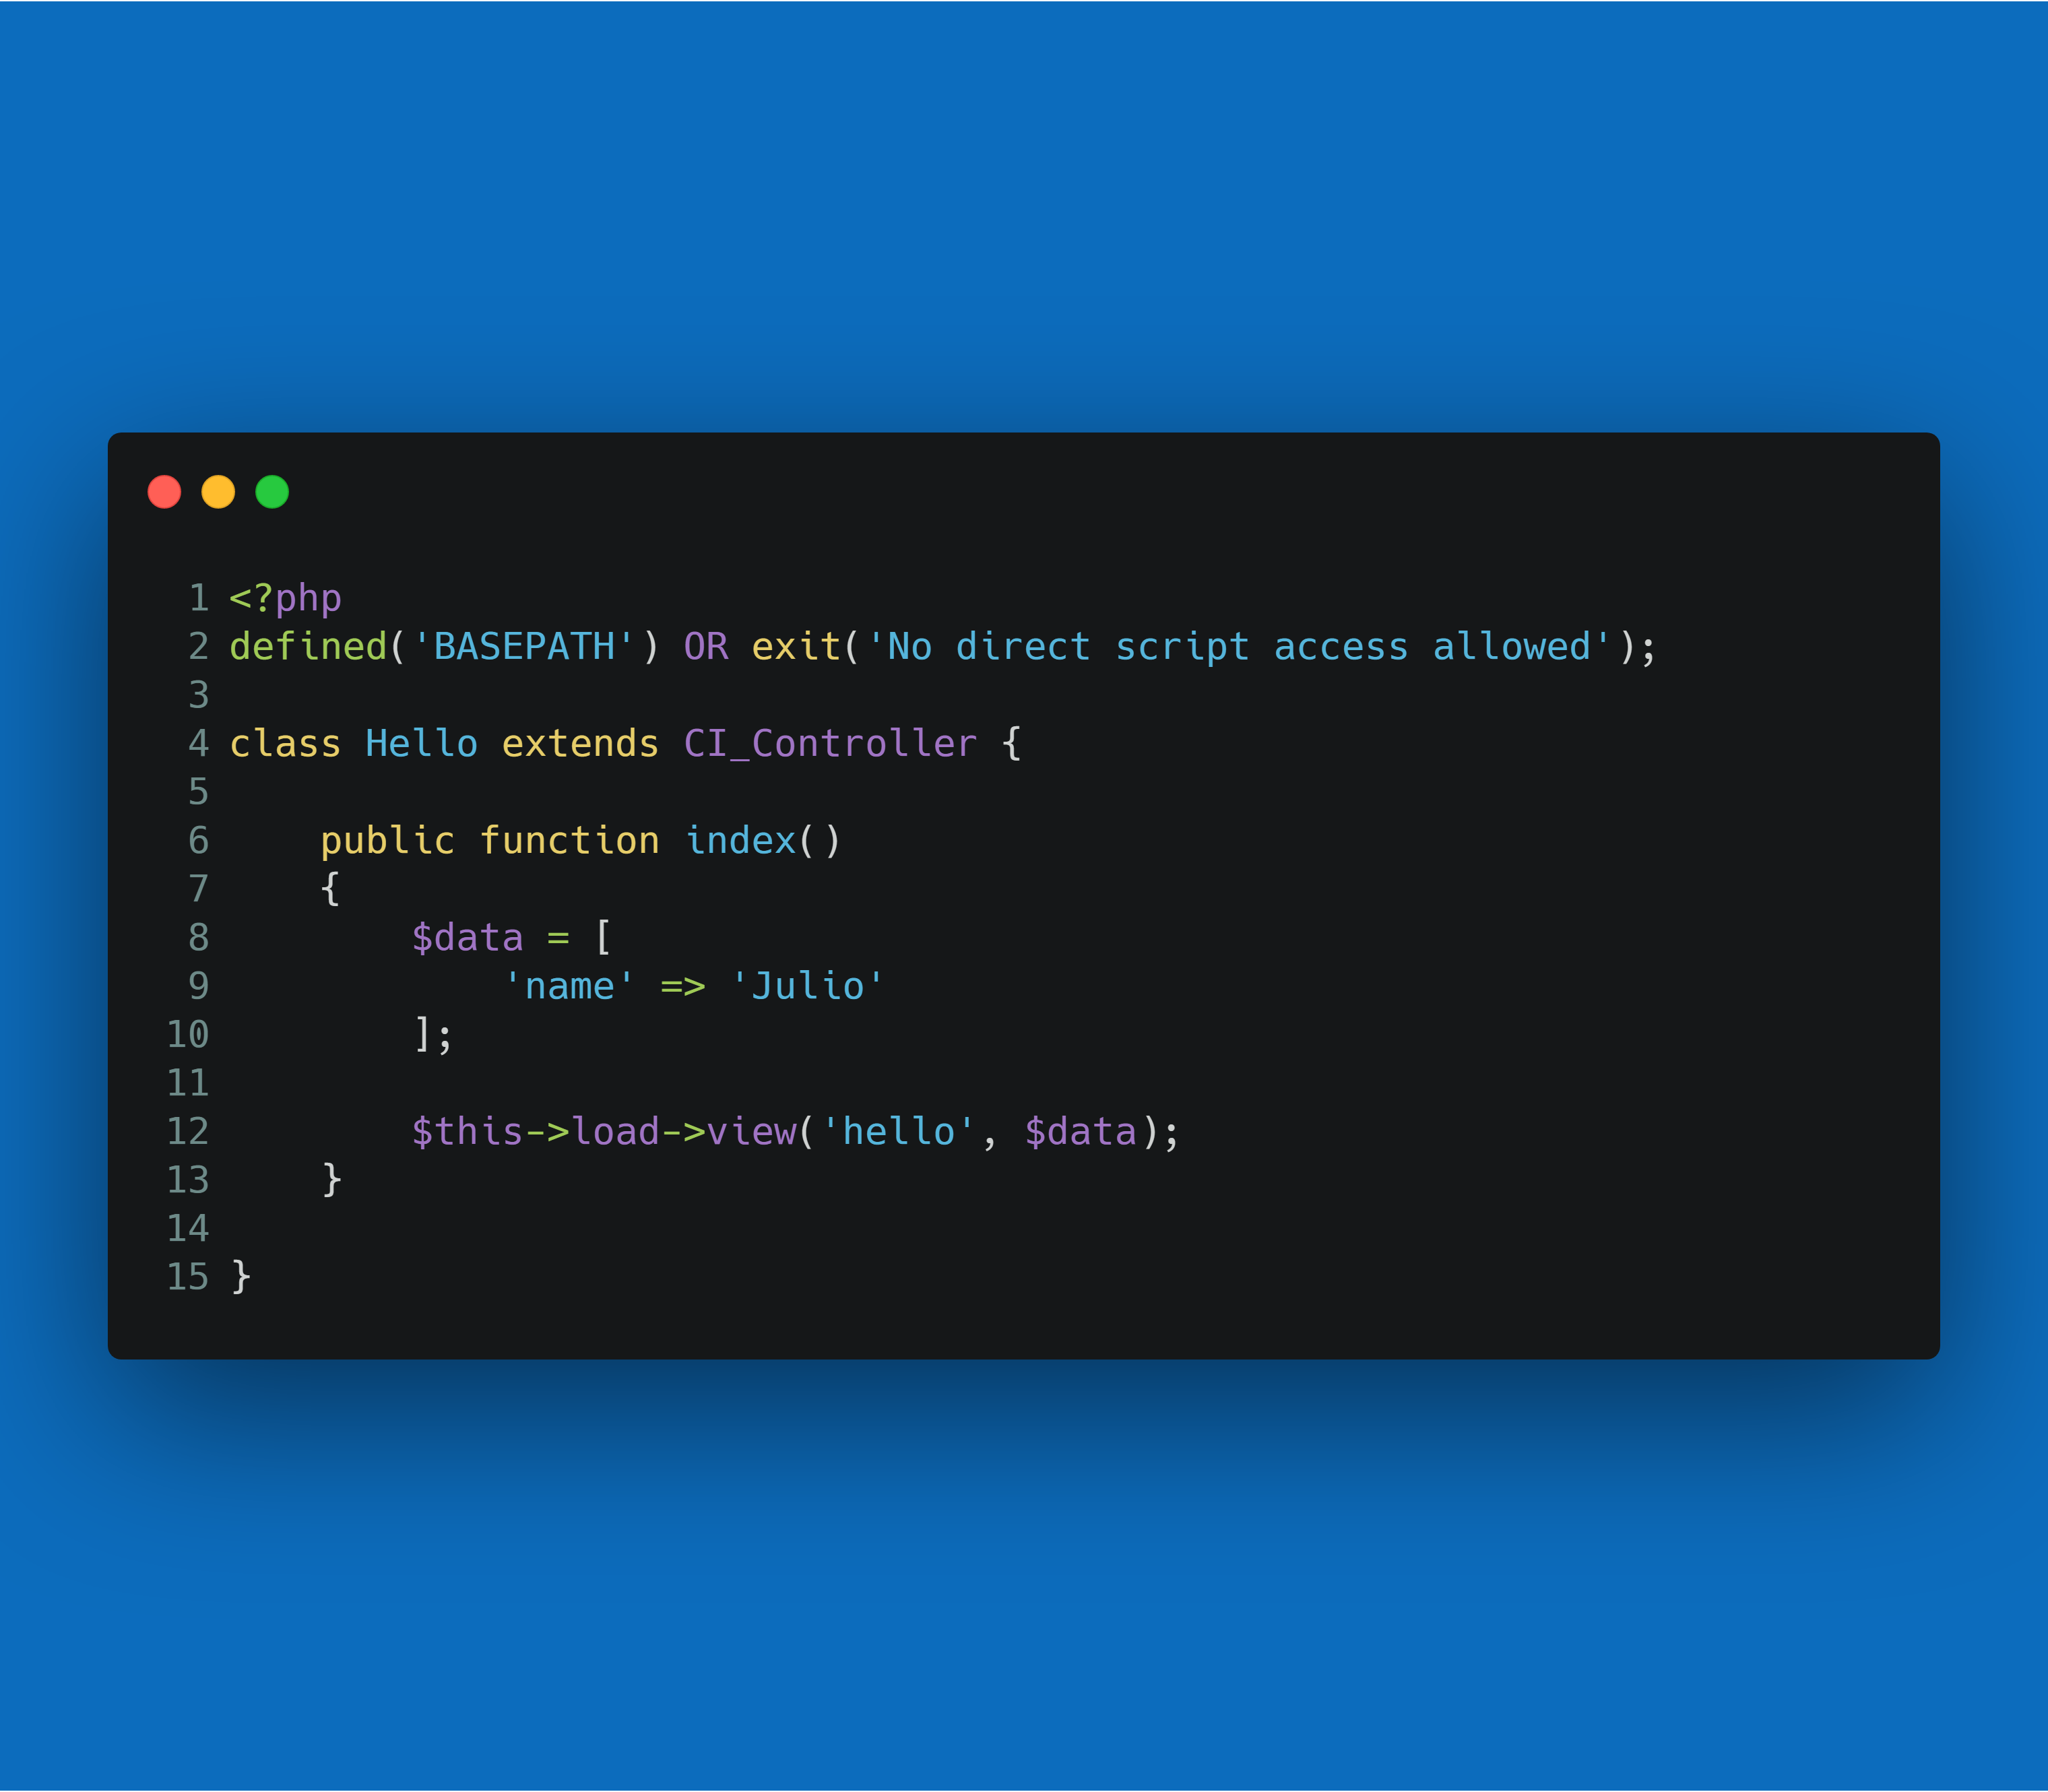 1 <?php
2 defined('BASEPATH') OR exit('No direct script access allowed');
3
4 class Hello extends CI_Controller {
5
6     public function index()
7     {
8         $data = [
9             'name' => 'Julio'
10         ];
11
12         $this->load->view('hello', $data);
13     }
14
15 }